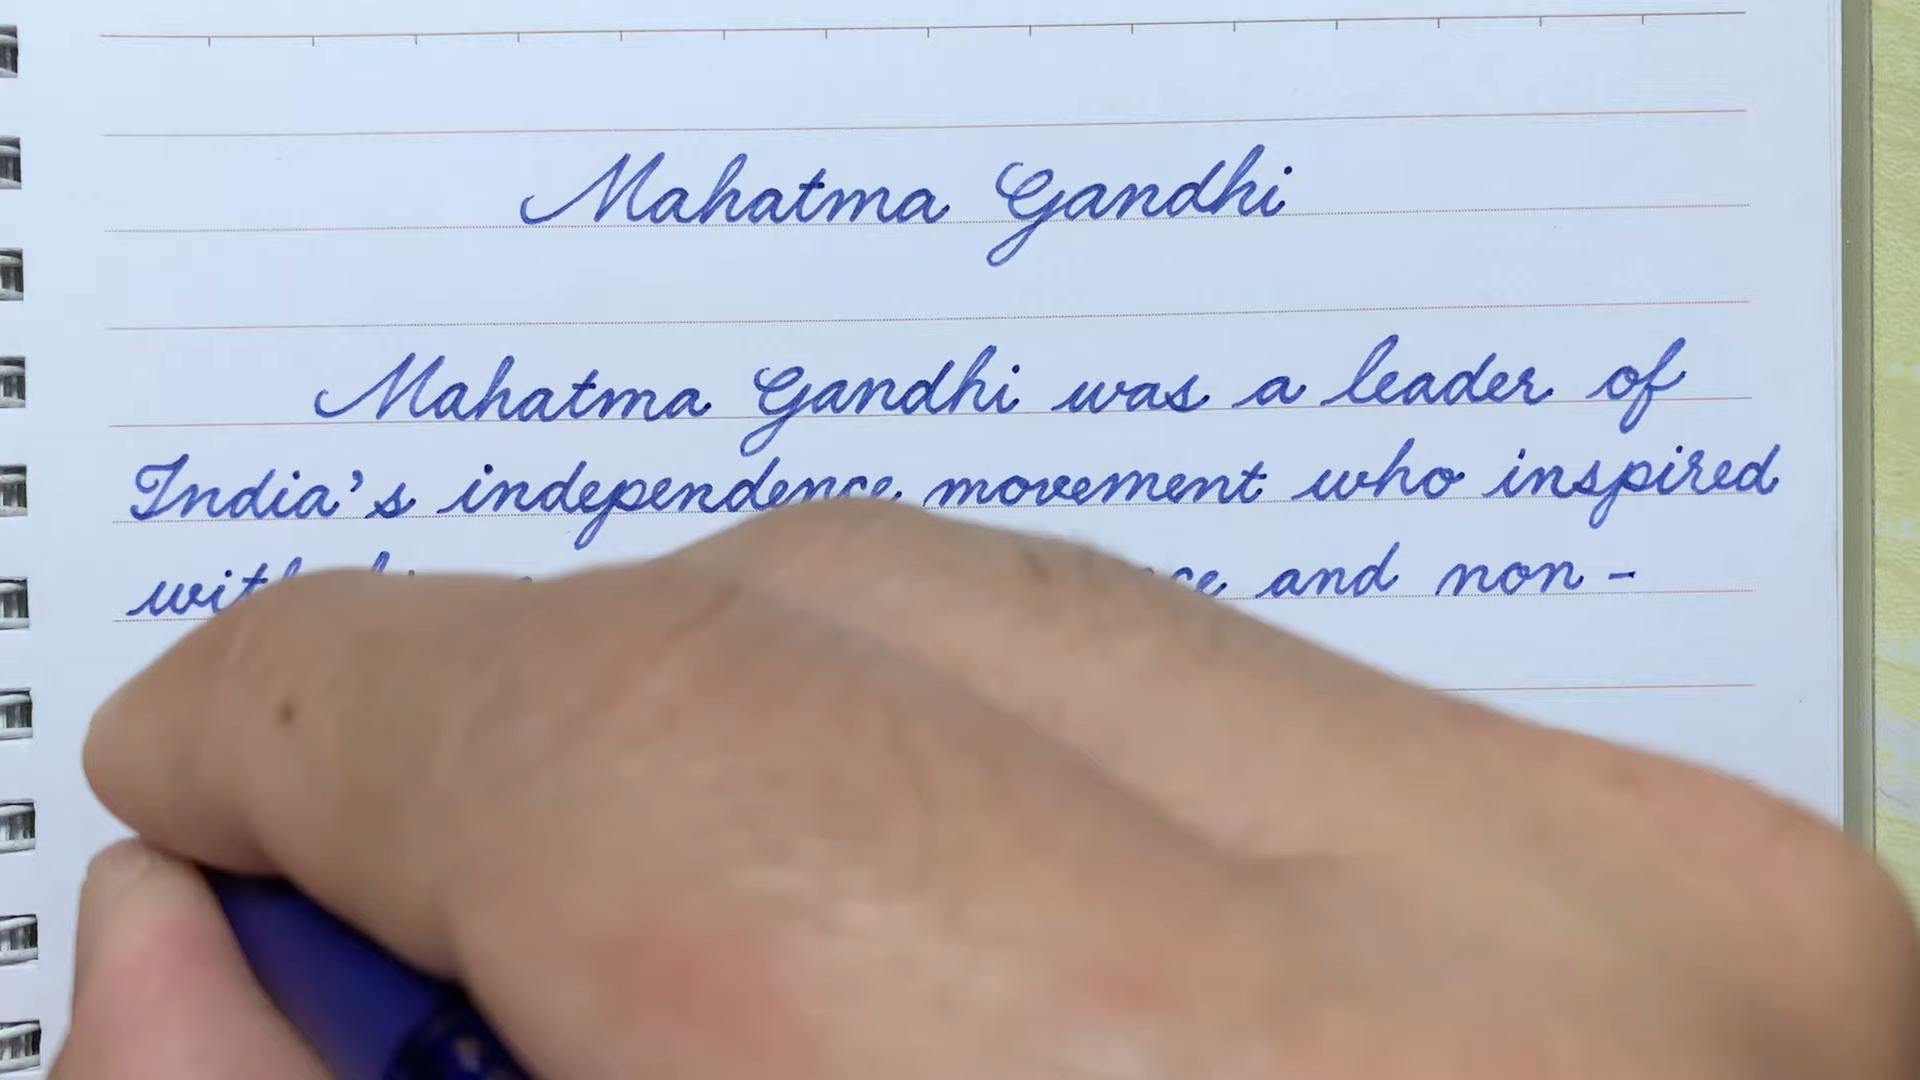 Mahatma Gandhi
Mahatma Gandhi was a leader of
India's independence movement who inspired
and non-